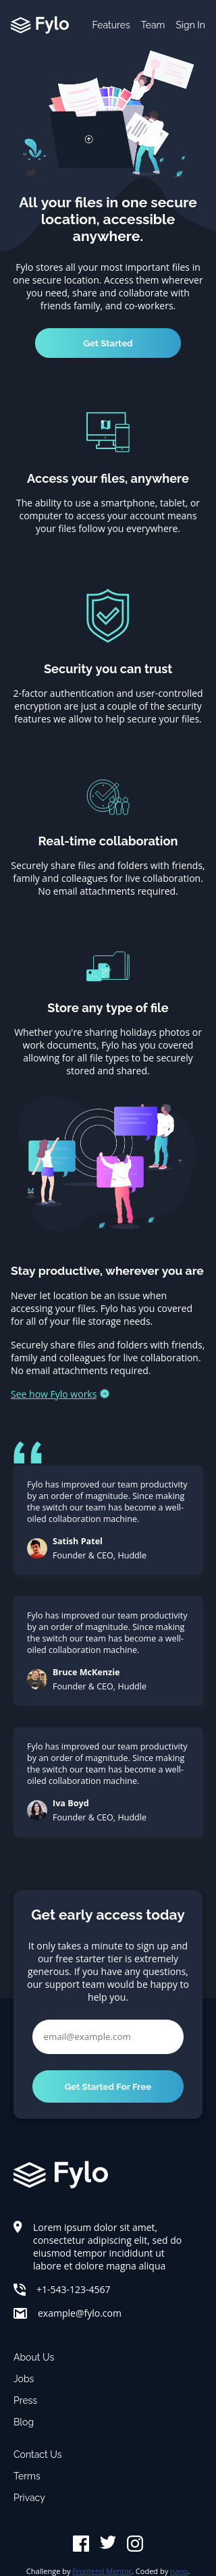 Fylo
Features Team Sign In
All your files in one secure
location, accessible
anywhere.
Fylo stores all your most important files in
one secure location. Access them wherever
you need, share and collaborate with
friends family, and co-workers.
Get Started
Access your files, anywhere
The ability to use a smartphone, tablet, or
computer to access your account means
your files follow you everywhere.
Security you can trust
2-factor authentication and user-controlled
encryption are just a couple of the security
features we allow to help secure your files.
Real-time collaboration
Securely share files and folders with friends,
family and colleagues for live collaboration.
No email attachments required.
Store any type of file
Whether you're sharing holidays photos or
work documents, Fylo has you covered
allowing for all file types to be securely
stored and shared.
Stay productive, wherever you are
Never let location be an issue when
accessing your files. Fylo has you covered
for all of your file storage needs.
Securely share files and folders with friends,
family and colleagues for live collaboration.
No email attachments required.
See how Fylo works
Fylo has improved our team productivity
by an order of magnitude. Since making
the switch our team has become a well-
oiled collaboration machine.
Satish Patel
Founder & CEO, Huddle
Fylo has improved our team productivity
by an order of magnitude. Since making
the switch our team has become a well-
oiled collaboration machine.
Bruce McKenzie
Founder & CEO, Huddle
Fylo has improved our team productivity
by an order of magnitude. Since making
the switch our team has become a well-
oiled collaboration machine.
Iva Boyd
Founder & CEO, Huddle
Get early access today
It only takes a minute to sign up and
our free starter tier is extremely
generous. If you have any questions,
our support team would be happy to
help you.
email@example.com
Get Started For Free
Fylo
Lorem ipsum dolor sit amet,
consectetur adipiscing elit, sed do
eiusmod tempor incididunt ut
labore et dolore magna aliqua
+1-543-123-4567
example@fylo.com
About Us
Jobs
Press
Blog
Contact Us
Terms
Privacy
Challenge by Frontend Mentor. Coded by nano.